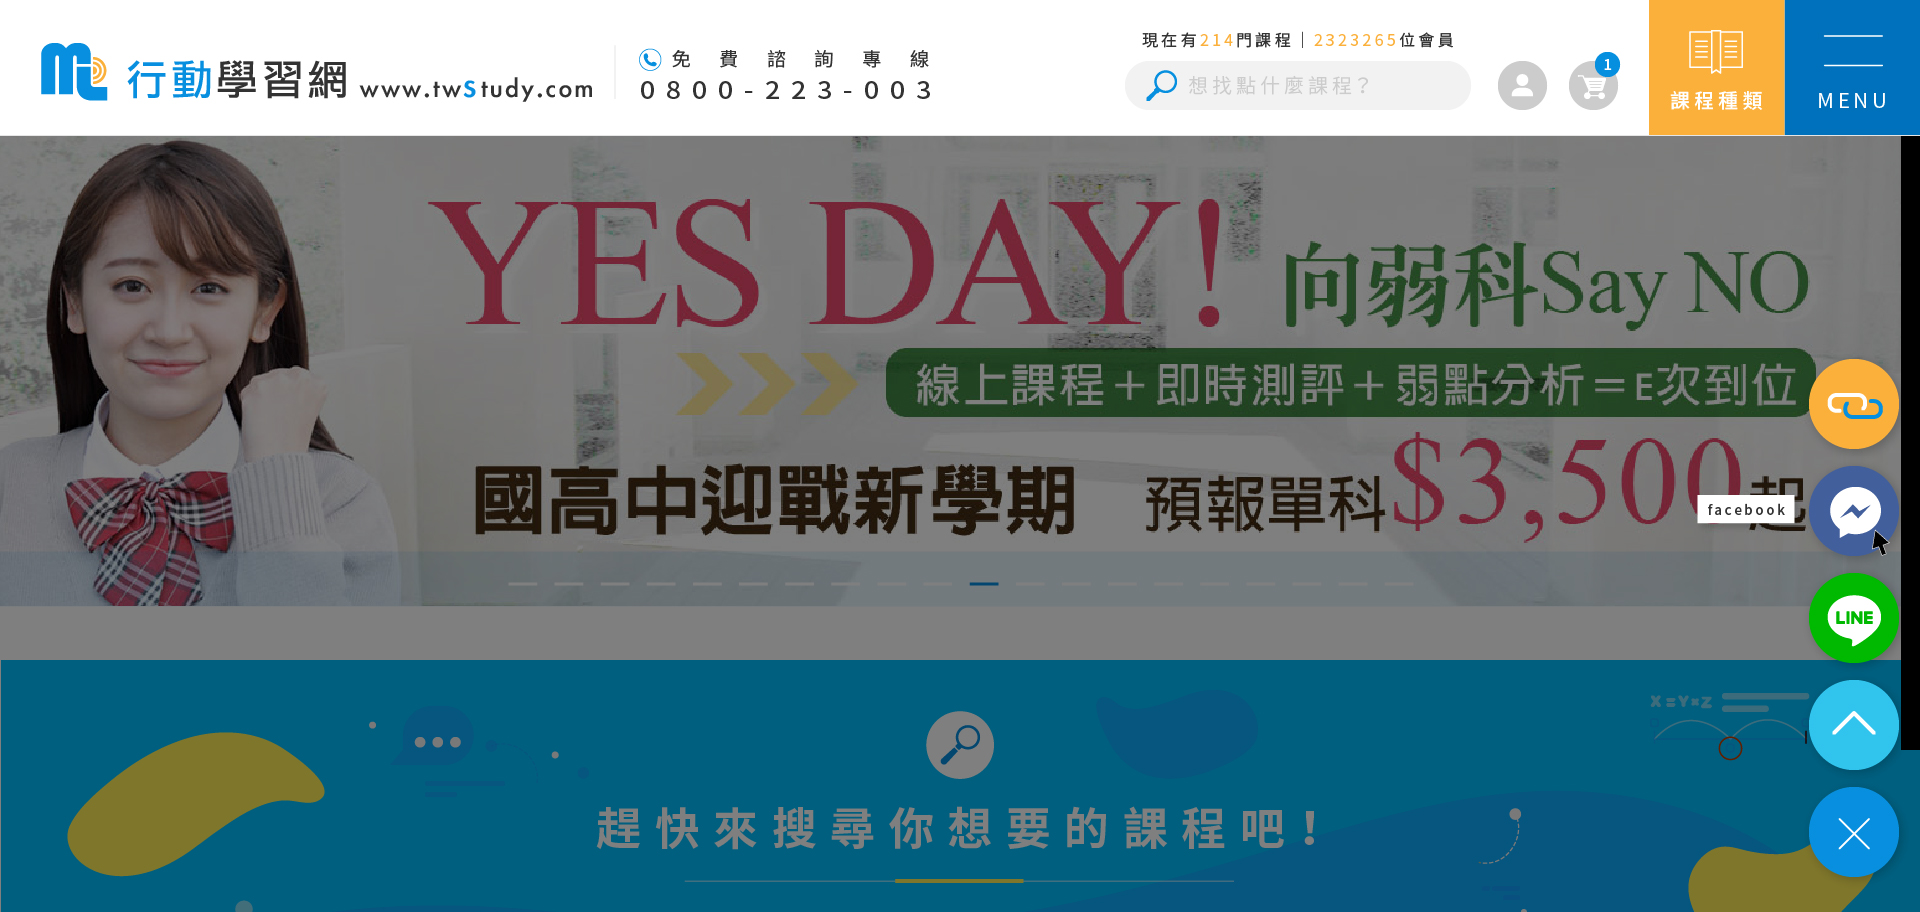 行動學習網 www.twStudy.com
免費諮詢專線
0800-223-003
現在有214門課程｜2323265位會員
想找點什麼課程？
1
課程種類
MENU
YES DAY!
向弱科Say NO
線上課程＋即時測評＋弱點分析＝E次到位
國高中迎戰新學期 預報單科$3,500起
facebook
LINE
X=Y×Z
趕快來搜尋你想要的課程吧！